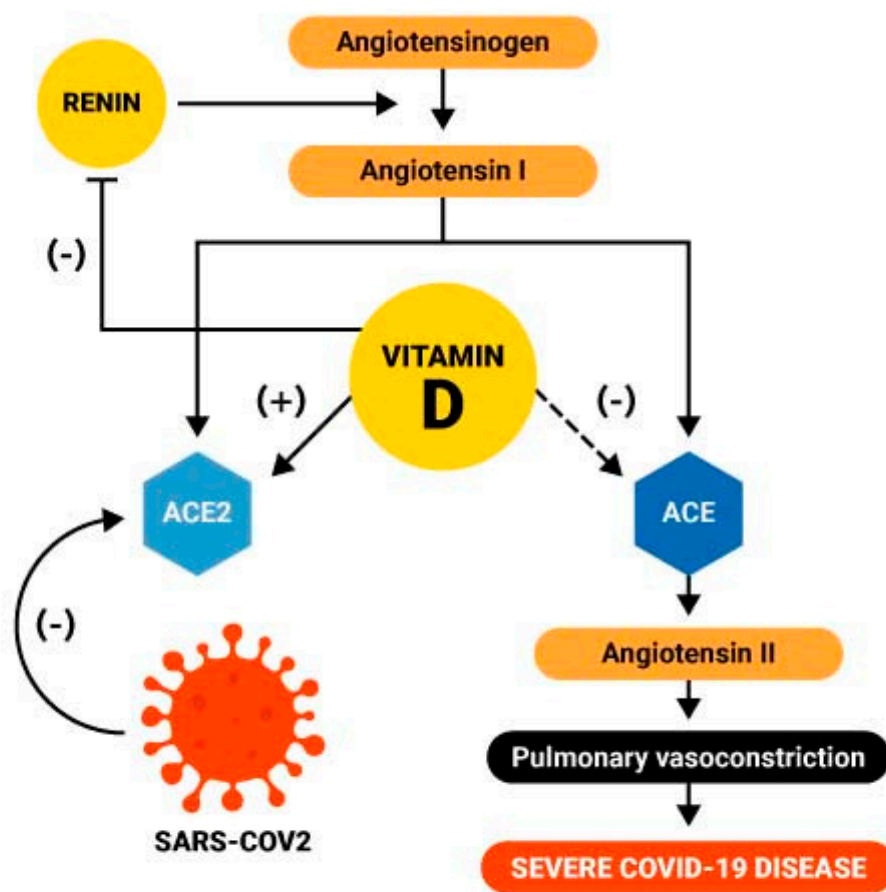 Angiotensinogen
RENIN
Angiotensin I
(-)
VITAMIN
D
(+)
(-)
ACE2
ACE
(-)
Angiotensin II
Pulmonary vasoconstriction
SARS-COV2
SEVERE COVID-19 DISEASE